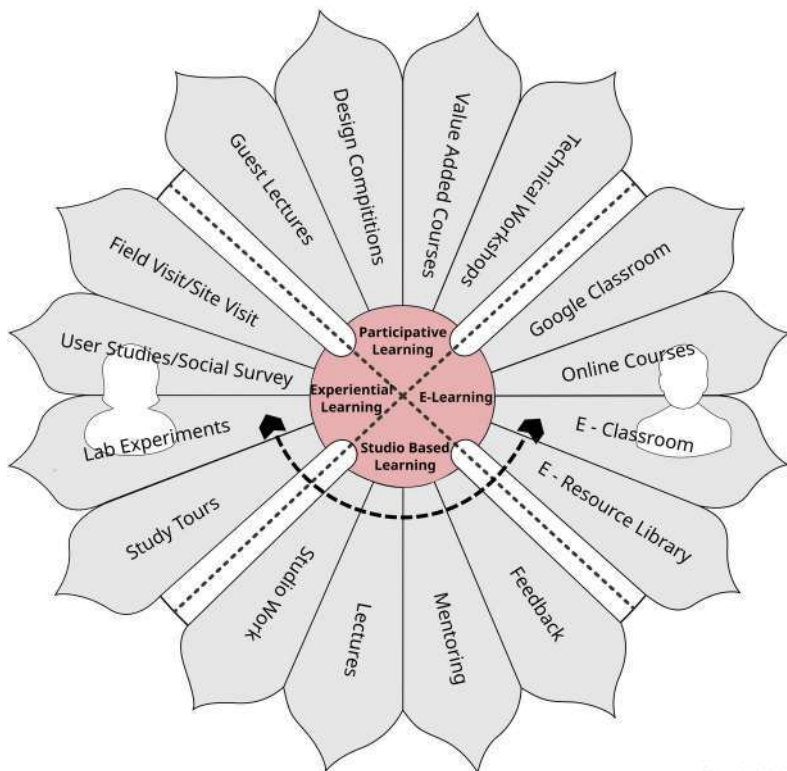 Guest Lectures
Design Compititions
Value Added Courses
Technical Workshops
Google Classroom
Online Courses
E - Classroom
E - Resource Library
Feedback
Mentoring
Lectures
Studio Work
Study Tours
Lab Experiments
User Studies/Social Survey
Field Visit/Site Visit
Participative
Learning
Experiential
Learning
E-Learning
Studio Based
Learning